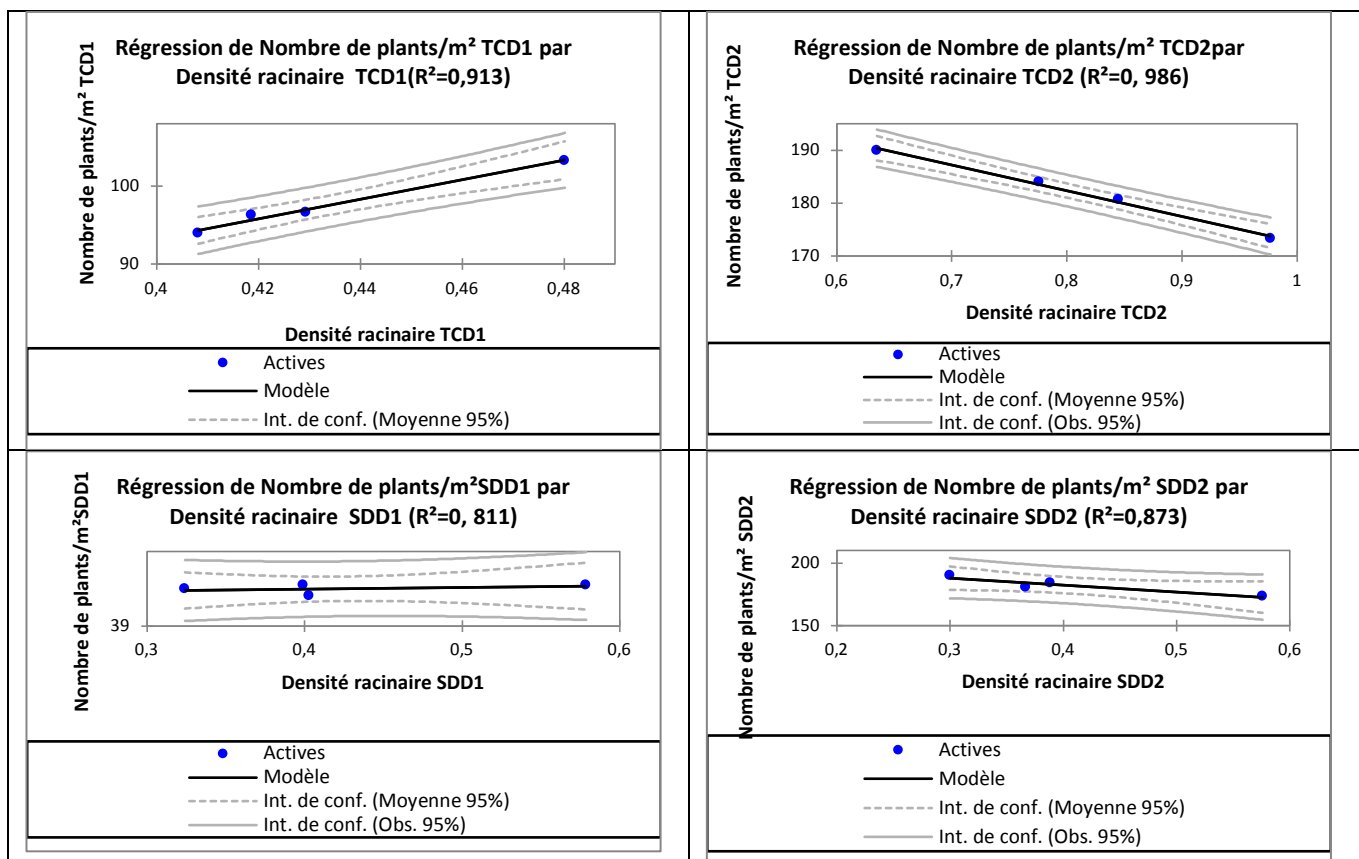 Régression de Nombre de plants/m² TCD1 par
Densité racinaire TCD1(R²=0,913)
Nombre de plants/m² TCD1
100
90
0,4 0,42 0,44 0,46 0,48
Densité racinaire TCD1
Actives
Modèle
Int. de conf. (Moyenne 95%)
Régression de Nombre de plants/m² TCD2par
Densité racinaire TCD2 (R²=0, 986)
Nombre de plants/m² TCD2
190
180
170
0,6 0,7 0,8 0,9 1
Densité racinaire TCD2
Actives
Modèle
Int. de conf. (Moyenne 95%)
Int. de conf. (Obs. 95%)
Régression de Nombre de plants/m²SDD1 par
Densité racinaire SDD1 (R²=0, 811)
Nombre de plants/m²SDD1
39
0,3 0,4 0,5 0,6
Densité racinaire SDD1
Actives
Modèle
Int. de conf. (Moyenne 95%)
Int. de conf. (Obs. 95%)
Régression de Nombre de plants/m² SDD2 par
Densité racinaire SDD2 (R²=0,873)
Nombre de plants/m² SDD2
200
150
0,2 0,3 0,4 0,5 0,6
Densité racinaire SDD2
Actives
Modèle
Int. de conf. (Moyenne 95%)
Int. de conf. (Obs. 95%)